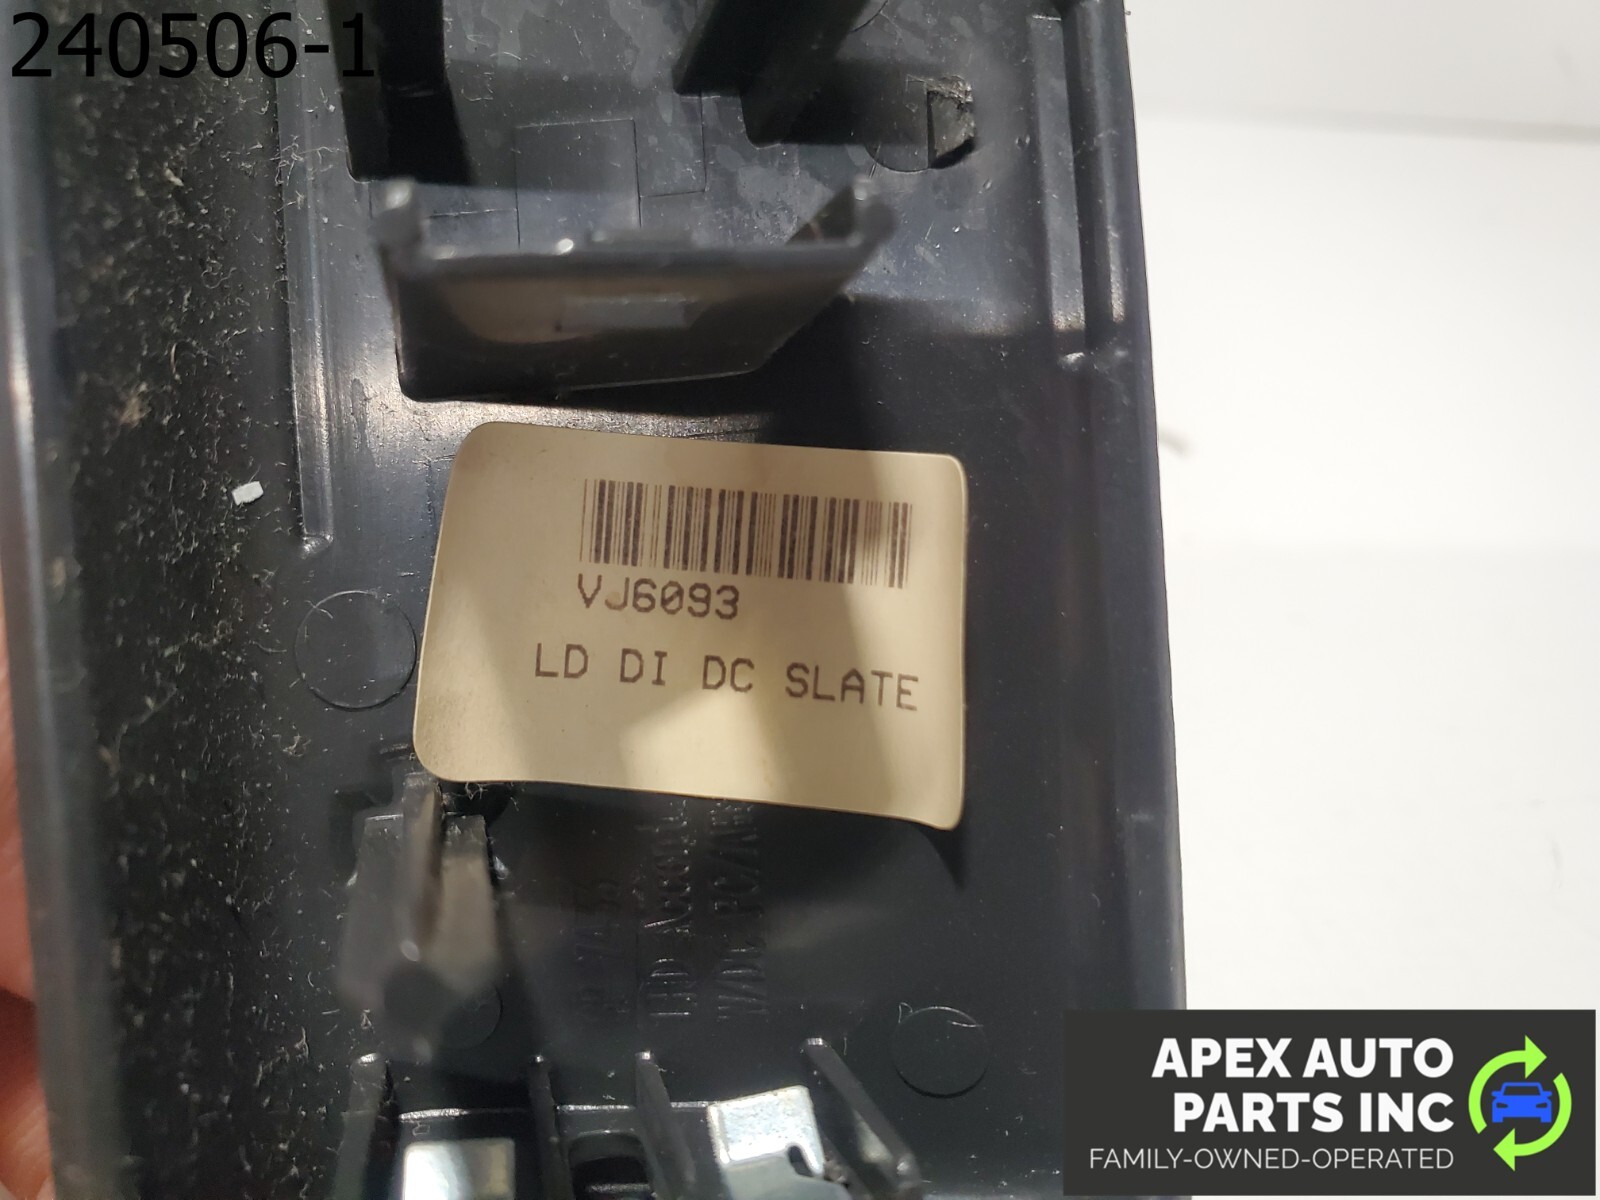 240506-1
VJ6093
LD DI DC SLATE
APEX AUTO
PARTS INC
FAMILY-OWNED-OPERATED